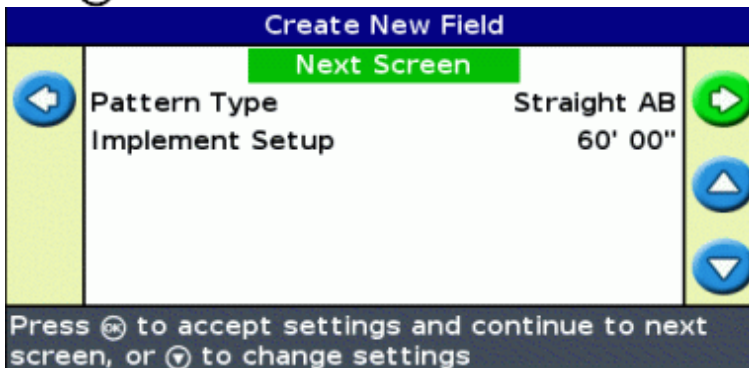 Create New Field
Next Screen
Pattern Type Straight AB
Implement Setup 60' 00"
Press OK to accept settings and continue to next
screen, or to change settings